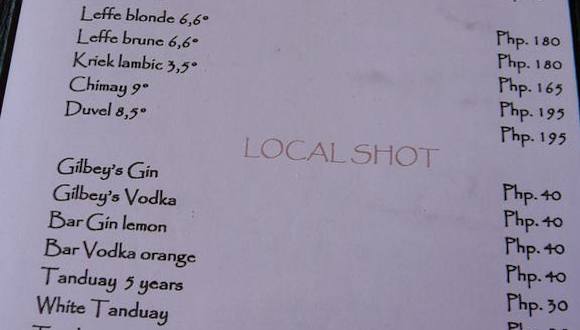 Leffe blonde 6,6° Php. 180
Leffe brune 6,6° Php. 180
Kriek lambic 3,5° Php. 165
Chimay 9° Php. 195
Duvel 8,5° Php. 195
LOCAL SHOT
Gilbey's Gin Php. 40
Gilbey's Vodka Php. 40
Bar Gin lemon Php. 40
Bar Vodka orange Php. 40
Tanduay 5 years Php. 30
White Tanduay